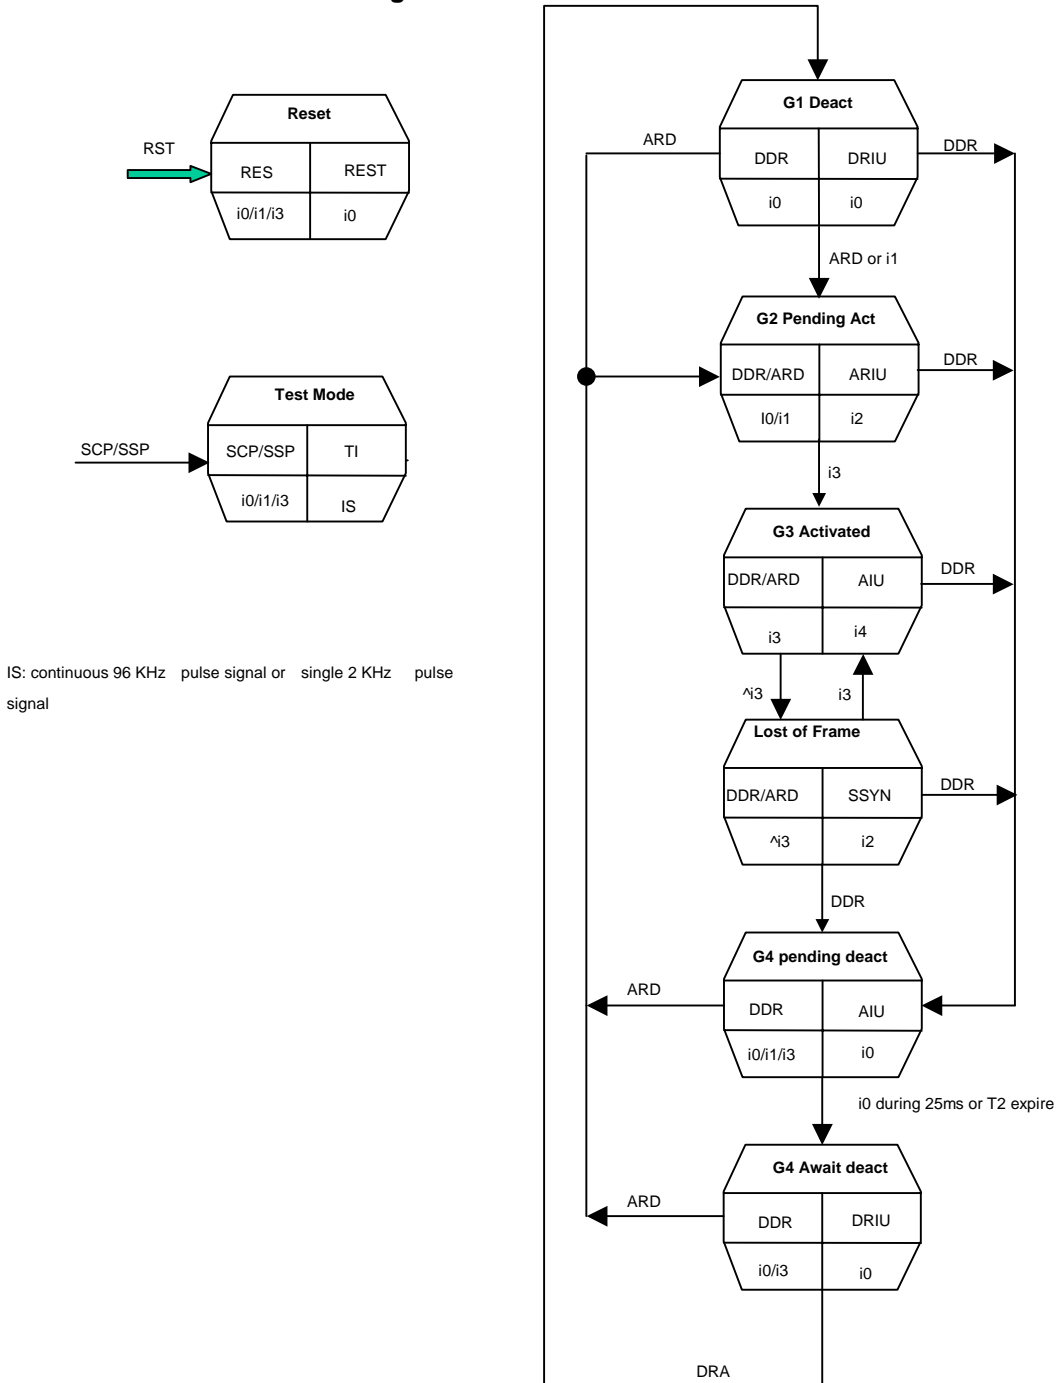 RST
Reset
RES
REST
i0/i1/i3
i0
SCP/SSP
Test Mode
SCP/SSP
TI
i0/i1/i3
IS
IS: continuous 96 KHz pulse signal or single 2 KHz pulse
signal
G1 Deact
ARD
DDR
DRIU
DDR
i0
i0
ARD or i1
G2 Pending Act
DDR/ARD
ARIU
DDR
I0/i1
i2
i3
G3 Activated
DDR/ARD
AIU
DDR
i3
i4
^i3
i3
Lost of Frame
DDR/ARD
SSYN
DDR
^i3
i2
DDR
G4 pending deact
ARD
DDR
AIU
i0/i1/i3
i0
i0 during 25ms or T2 expire
G4 Await deact
ARD
DDR
DRIU
i0/i3
i0
DRA